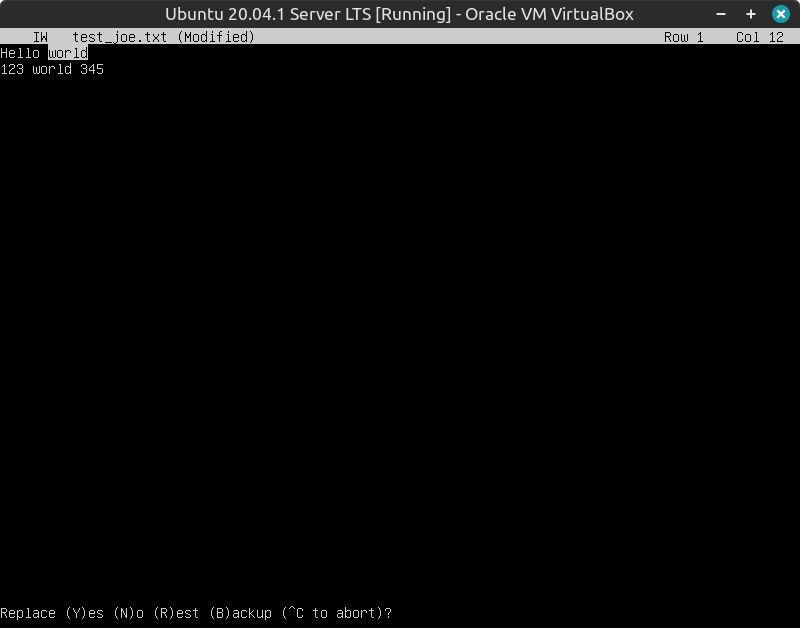 Ubuntu 20.04.1 Server LTS [Running] - Oracle VM VirtualBox
IW test_joe.txt (Modified) Row 1 Col 12
Hello world
123 world 345
Replace (Y)es (N)o (R)est (B)ackup (^C to abort)?